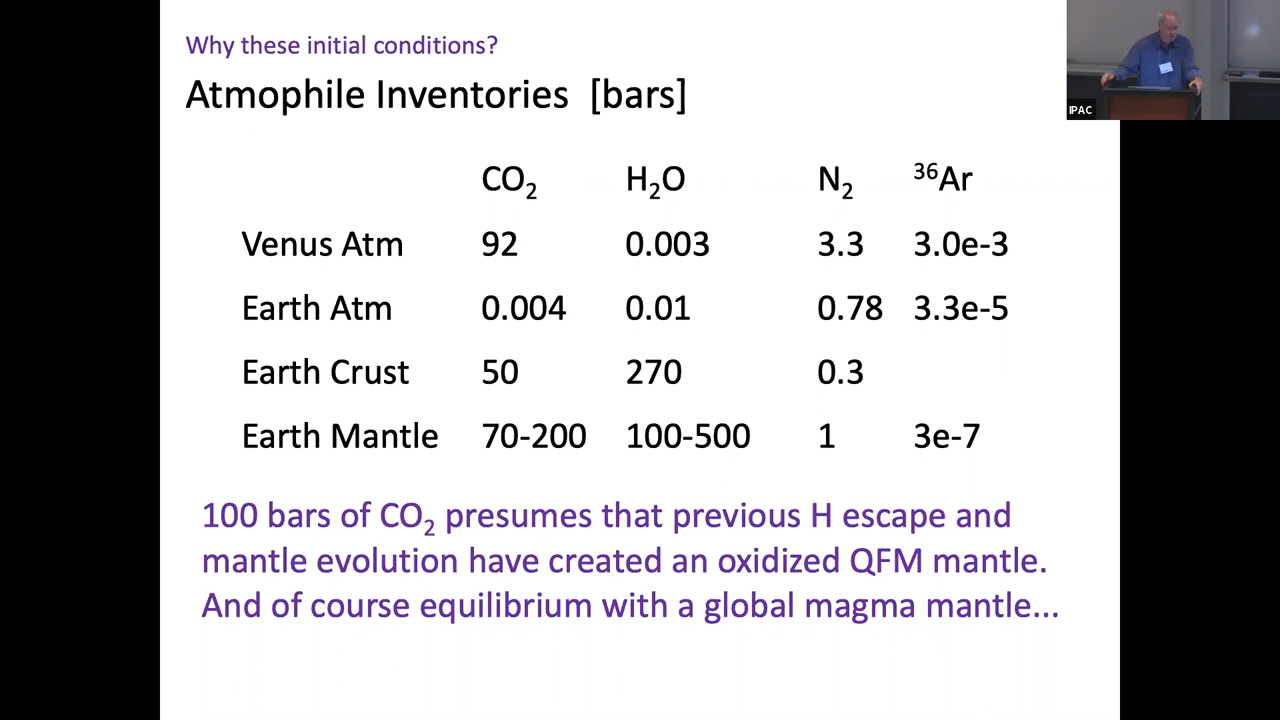 Why these initial conditions?
Atmophile Inventories [bars]
CO₂ H₂O N₂ ³⁶Ar
Venus Atm 92 0.003 3.3 3.0e-3
Earth Atm 0.004 0.01 0.78 3.3e-5
Earth Crust 50 270 0.3
Earth Mantle 70-200 100-500 1 3e-7
100 bars of CO₂ presumes that previous H escape and
mantle evolution have created an oxidized QFM mantle.
And of course equilibrium with a global magma mantle...
IPAC